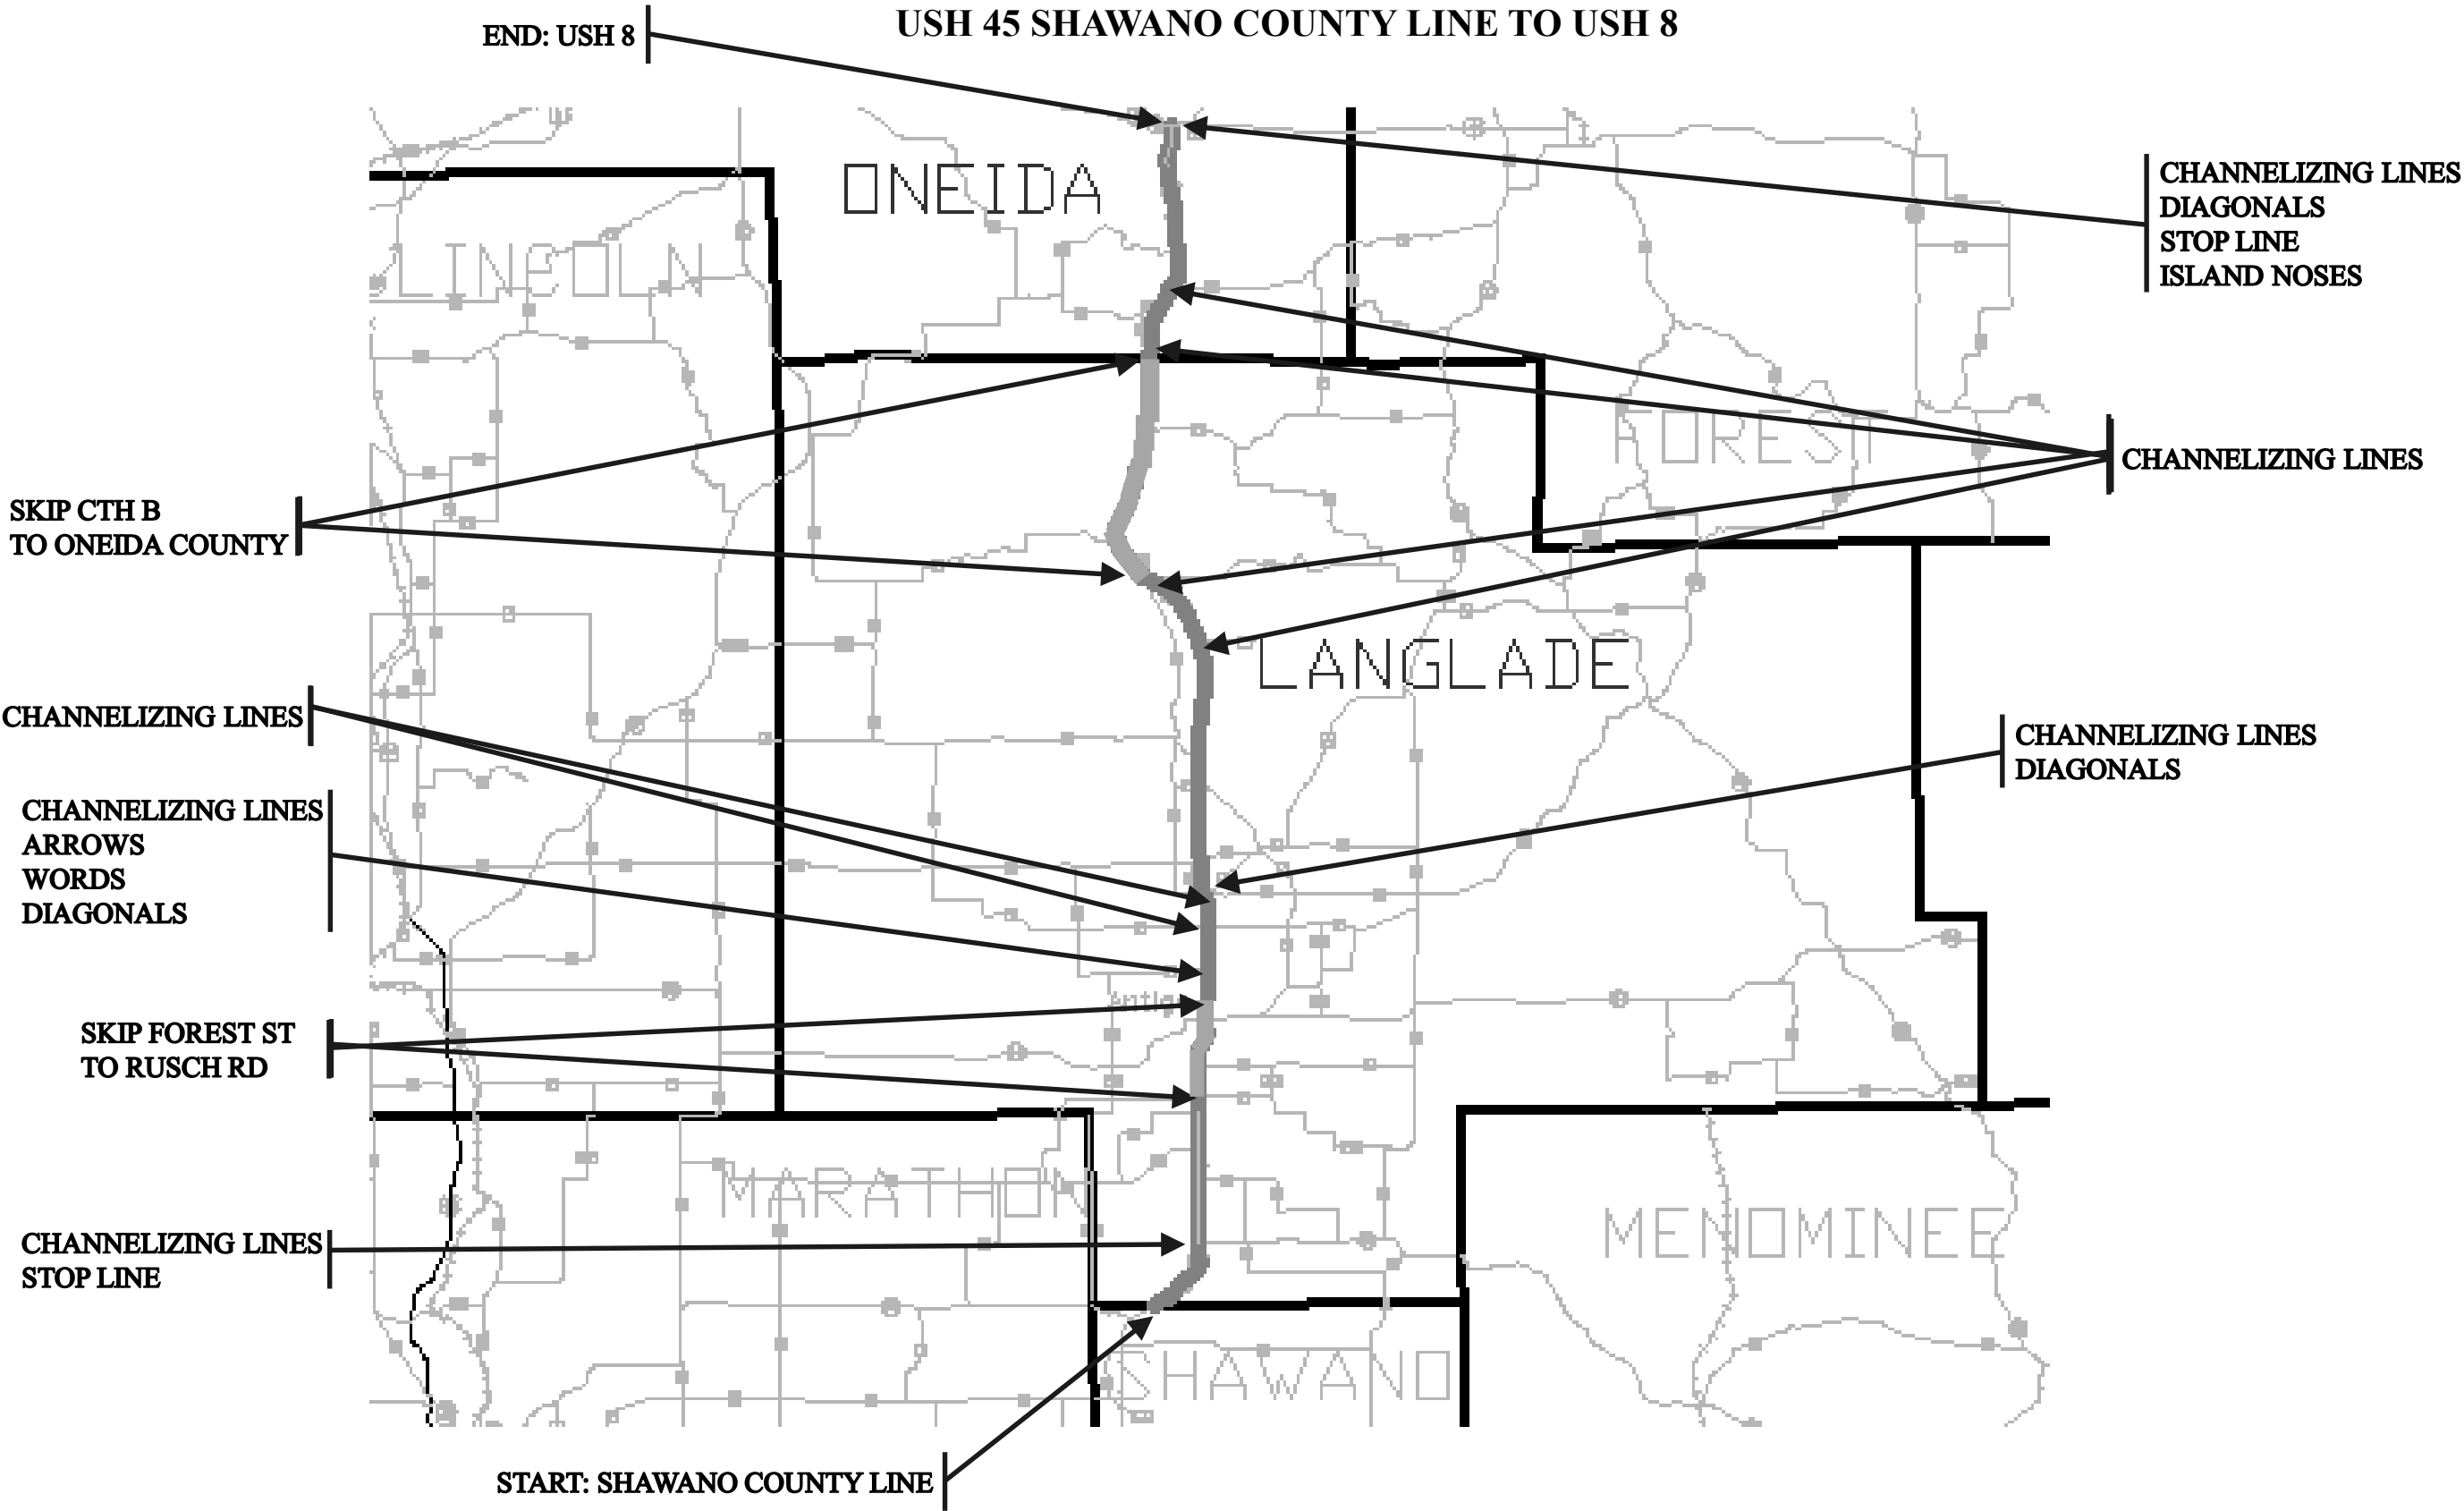 USH 45 SHAWANO COUNTY LINE TO USH 8
END: USH 8
ONEIDA
CHANNELIZING LINES
DIAGONALS
STOP LINE
ISLAND NOSES
LINCOLN
FOREST
CHANNELIZING LINES
SKIP CTH B
TO ONEIDA COUNTY
LANGLADE
CHANNELIZING LINES
CHANNELIZING LINES
DIAGONALS
CHANNELIZING LINES
ARROWS
WORDS
DIAGONALS
SKIP FOREST ST
TO RUSCH RD
MARATHON
MENOMINEE
CHANNELIZING LINES
STOP LINE
SHAWANO
START: SHAWANO COUNTY LINE